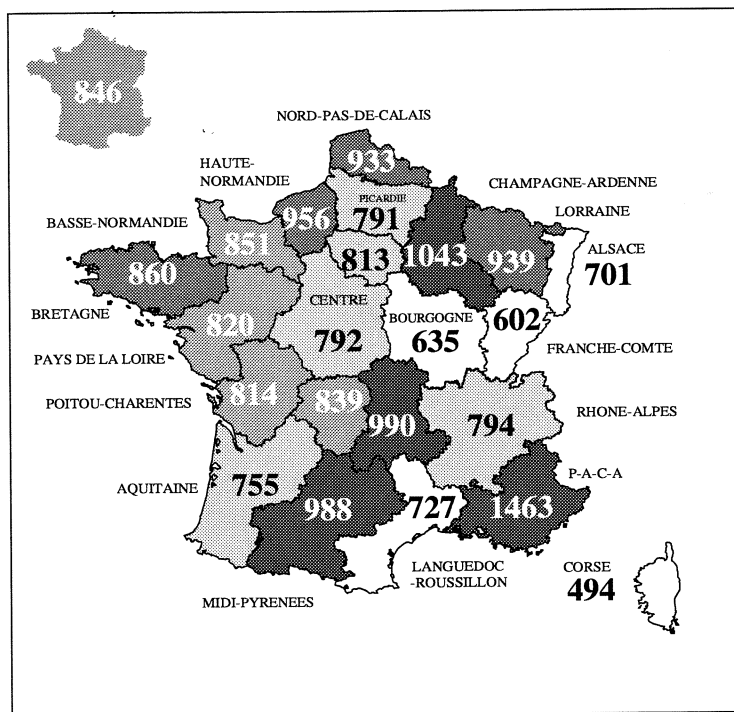 846
NORD-PAS-DE-CALAIS
933
HAUTE-
NORMANDIE
CHAMPAGNE-ARDENNE
PICARDIE
791
LORRAINE
956
BASSE-NORMANDIE
851
813
1043
939
ALSACE
701
860
CENTRE
792
BOURGOGNE
635
602
BRETAGNE
820
FRANCHE-COMTE
PAYS DE LA LOIRE
814
839
990
794
POITOU-CHARENTES
RHONE-ALPES
P-A-C-A
AQUITAINE
755
988
727
1463
LANGUEDOC
-ROUSSILLON
CORSE
494
MIDI-PYRENEES